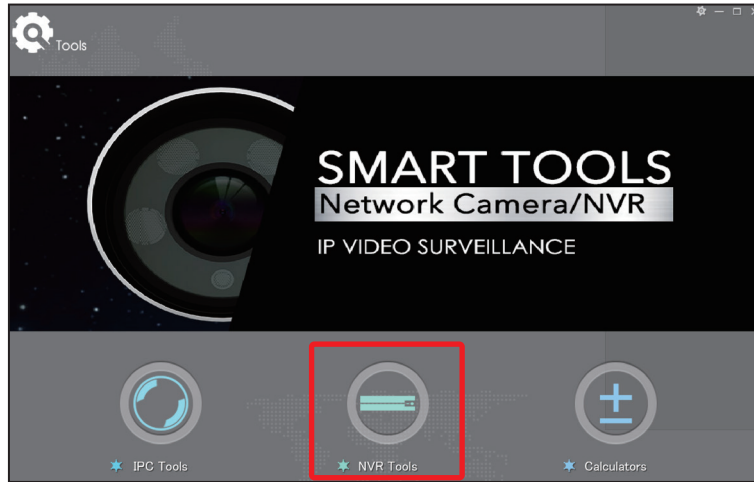 Tools
SMART TOOLS
Network Camera/NVR
IP VIDEO SURVEILLANCE
IPC Tools
NVR Tools
Calculators